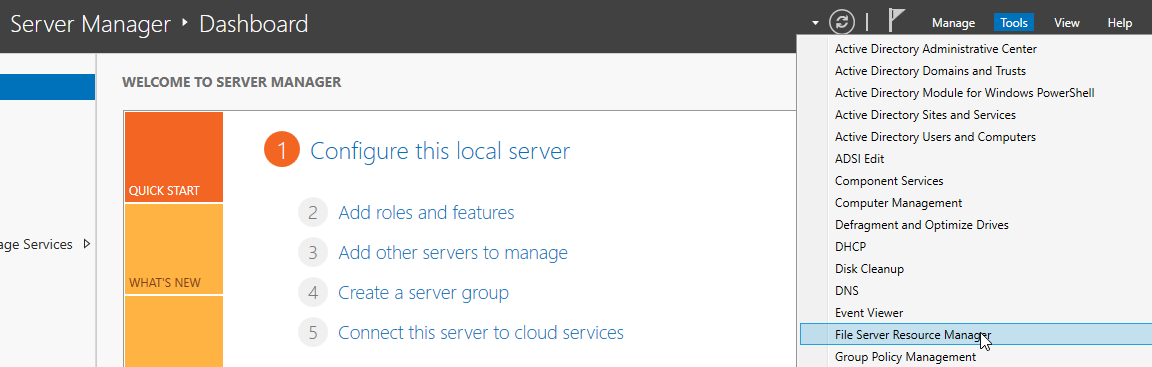 Server Manager ‣ Dashboard
Manage Tools View Help
WELCOME TO SERVER MANAGER
QUICK START
WHAT'S NEW
age Services
1 Configure this local server
2 Add roles and features
3 Add other servers to manage
4 Create a server group
5 Connect this server to cloud services
Active Directory Administrative Center
Active Directory Domains and Trusts
Active Directory Module for Windows PowerShell
Active Directory Sites and Services
Active Directory Users and Computers
ADSI Edit
Component Services
Computer Management
Defragment and Optimize Drives
DHCP
Disk Cleanup
DNS
Event Viewer
File Server Resource Manager
Group Policy Management